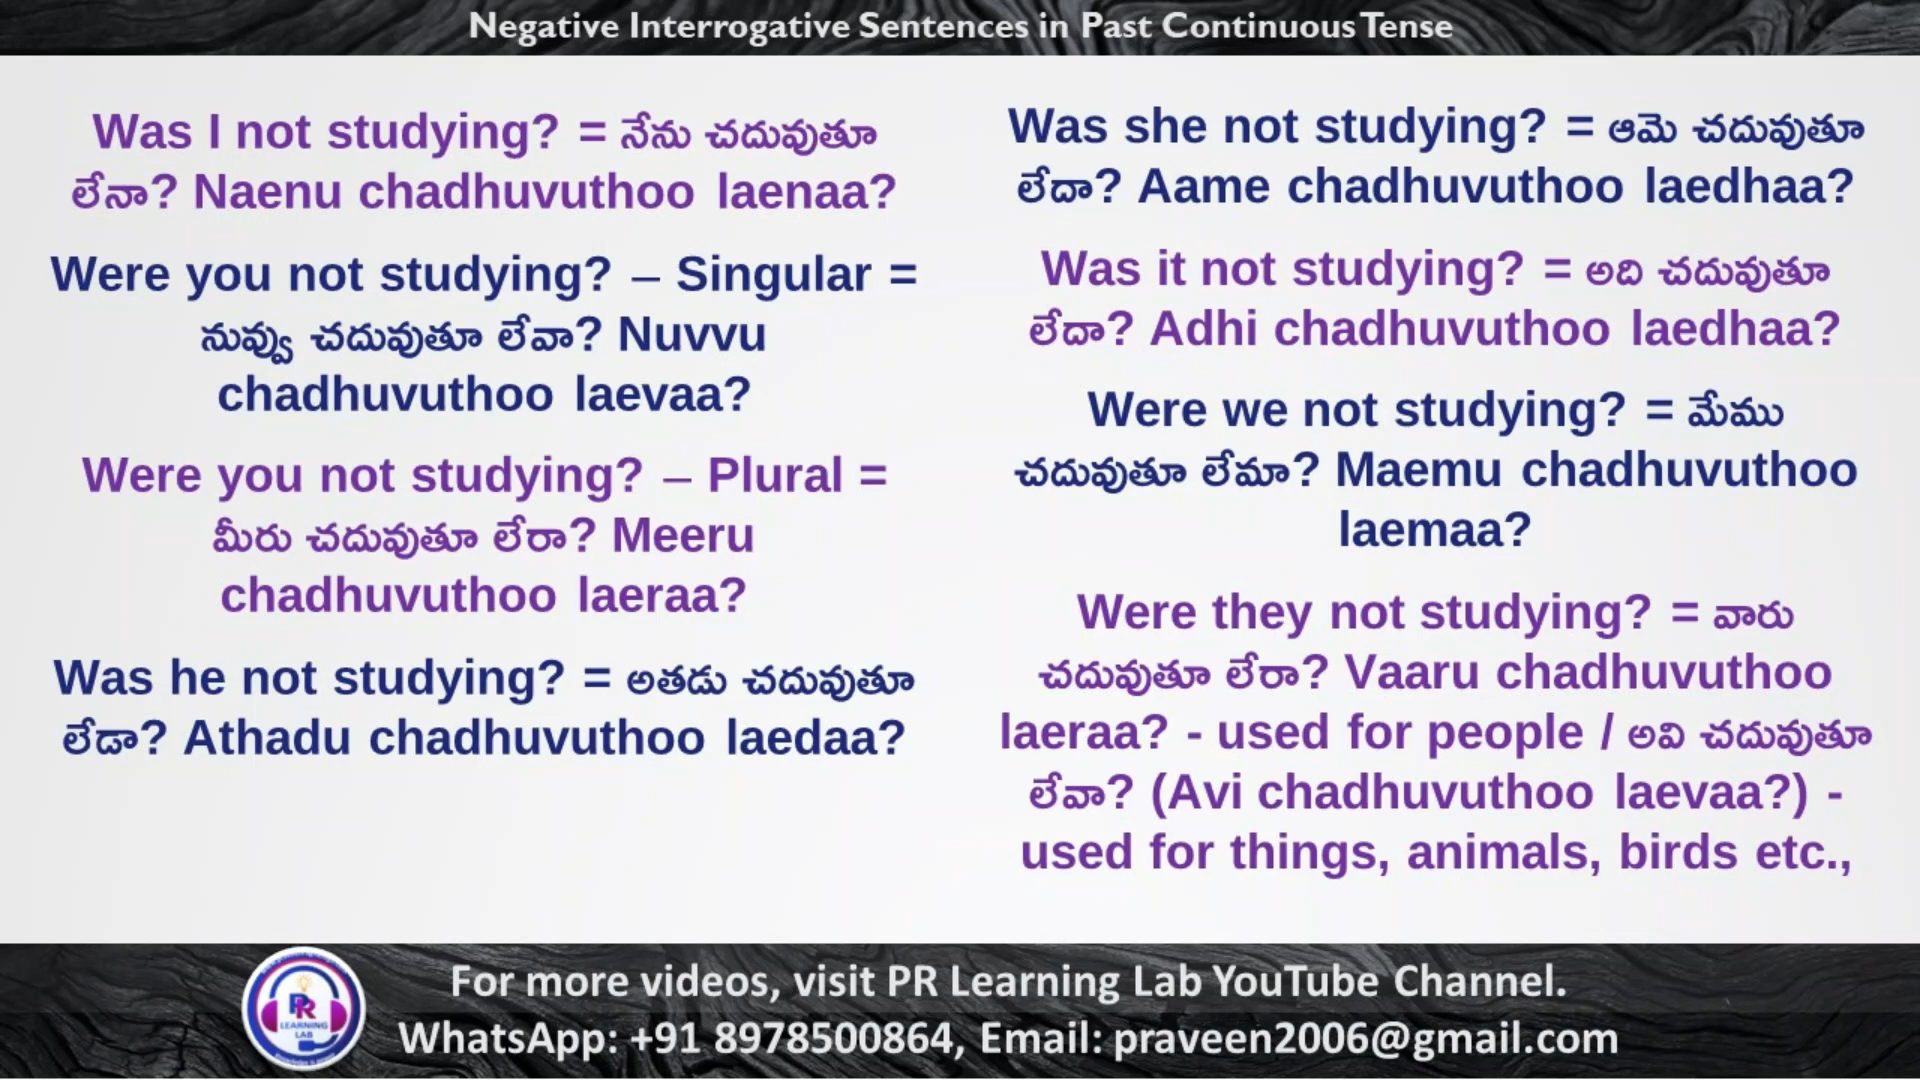 Negative Interrogative Sentences in Past Continuous Tense
Was I not studying? = నేను చదువుతూ
లేనా? Naenu chadhuvuthoo laenaa?
Were you not studying? – Singular =
నువ్వు చదువుతూ లేవా? Nuvvu
chadhuvuthoo laevaa?
Were you not studying? – Plural =
మీరు చదువుతూ లేరా? Meeru
chadhuvuthoo laeraa?
Was he not studying? = అతడు చదువుతూ
లేడా? Athadu chadhuvuthoo laedaa?
Was she not studying? = ఆమె చదువుతూ
లేదా? Aame chadhuvuthoo laedhaa?
Was it not studying? = అది చదువుతూ
లేదా? Adhi chadhuvuthoo laedhaa?
Were we not studying? = మేము
చదువుతూ లేమా? Maemu chadhuvuthoo
laemaa?
Were they not studying? = వారు
చదువుతూ లేరా? Vaaru chadhuvuthoo
laeraa? - used for people / అవి చదువుతూ
లేవా? (Avi chadhuvuthoo laevaa?) -
used for things, animals, birds etc.,
PR
LEARNING
LAB
For more videos, visit PR Learning Lab YouTube Channel.
WhatsApp: +91 8978500864, Email: praveen2006@gmail.com